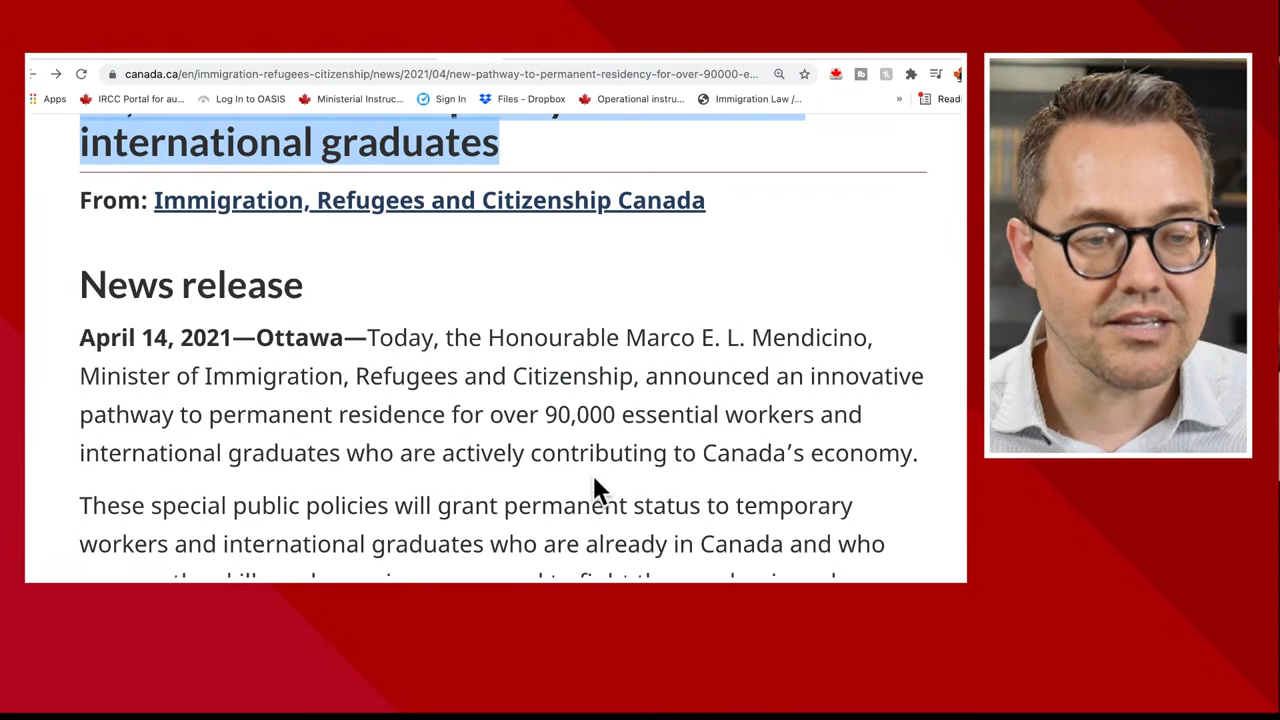 canada.ca/en/immigration-refugees-citizenship/news/2021/04/new-pathway-to-permanent-residency-for-over-90000-e...
Apps IRCC Portal for au... Log In to OASIS Ministerial Instruc... Sign In Files - Dropbox Operational instru... Immigration Law /... » Readi
international graduates
From: Immigration, Refugees and Citizenship Canada
News release
April 14, 2021—Ottawa—Today, the Honourable Marco E. L. Mendicino,
Minister of Immigration, Refugees and Citizenship, announced an innovative
pathway to permanent residence for over 90,000 essential workers and
international graduates who are actively contributing to Canada’s economy.
These special public policies will grant permanent status to temporary
workers and international graduates who are already in Canada and who